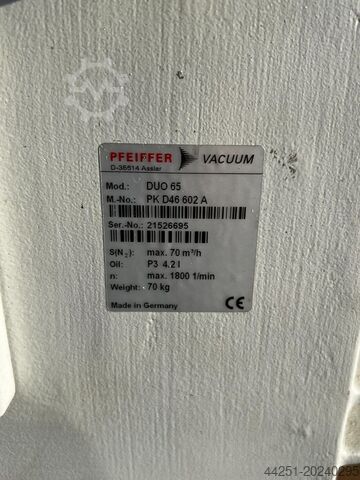 PFEIFFER VACUUM
D-35614 Asslar
Mod.: DUO 65
M.-No.: PK D46 602 A
Ser.-No.: 21526695
S(N2): max. 70 m³/h
Oil: P3 4.2 l
n: max. 1800 1/min
Weight: 70 kg
Made in Germany CE
44251-20240295